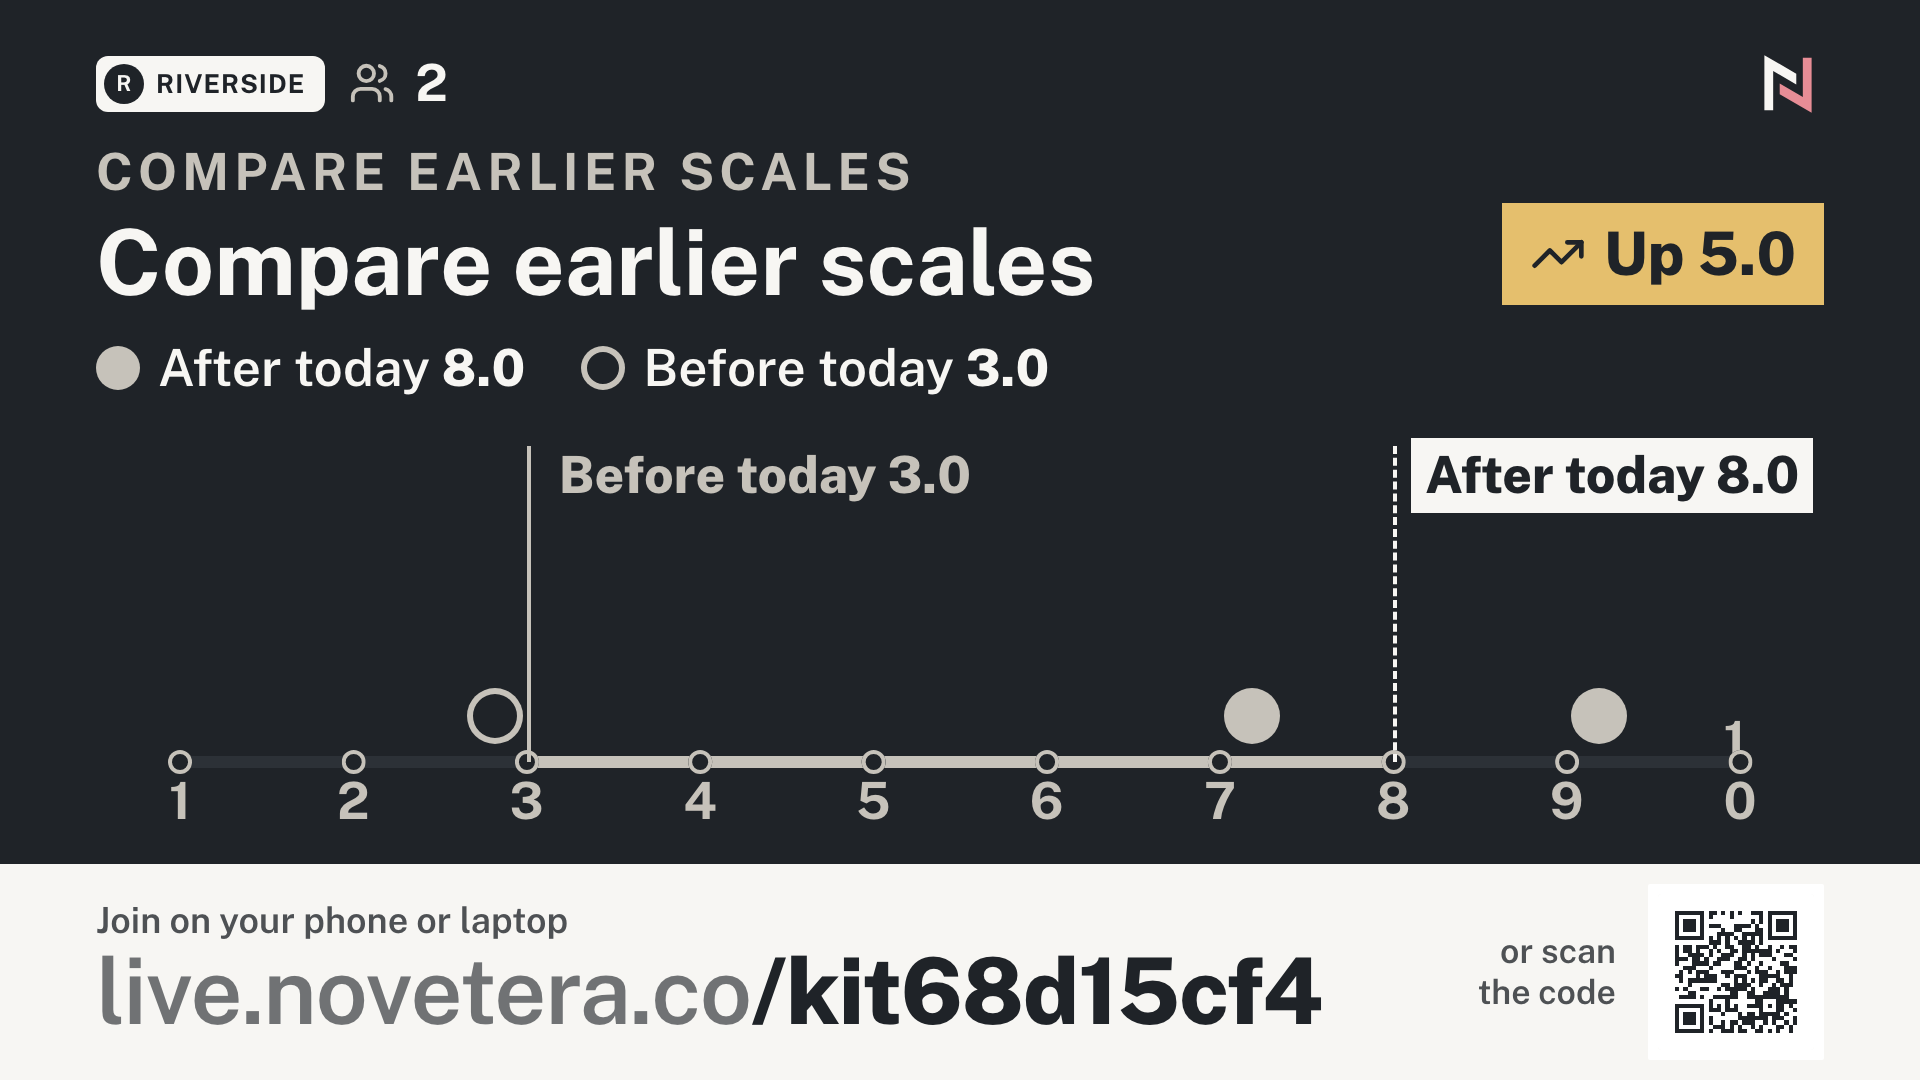 R RIVERSIDE 2
COMPARE EARLIER SCALES
Compare earlier scales
Up 5.0
After today 8.0 Before today 3.0
Before today 3.0 After today 8.0
1 2 3 4 5 6 7 8 9 10
Join on your phone or laptop
live.novetera.co/kit68d15cf4
or scan
the code